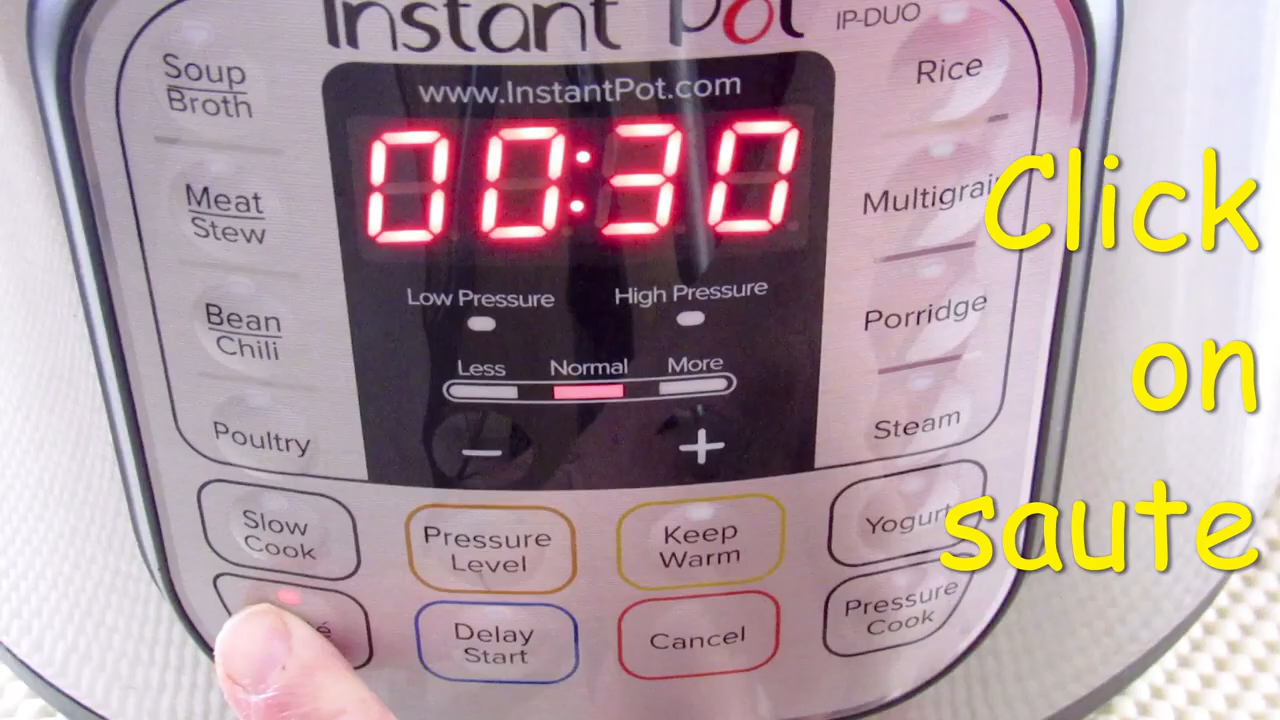 Instant Pot IP-DUO
www.InstantPot.com
00:30
Low Pressure High Pressure
Less Normal More
− +
Soup
Broth
Meat
Stew
Bean
Chili
Poultry
Rice
Multigrai
Porridge
Steam
Slow
Cook
Pressure
Level
Keep
Warm
Yogurt
é
Delay
Start
Cancel
Pressure
Cook
Click
on
saute